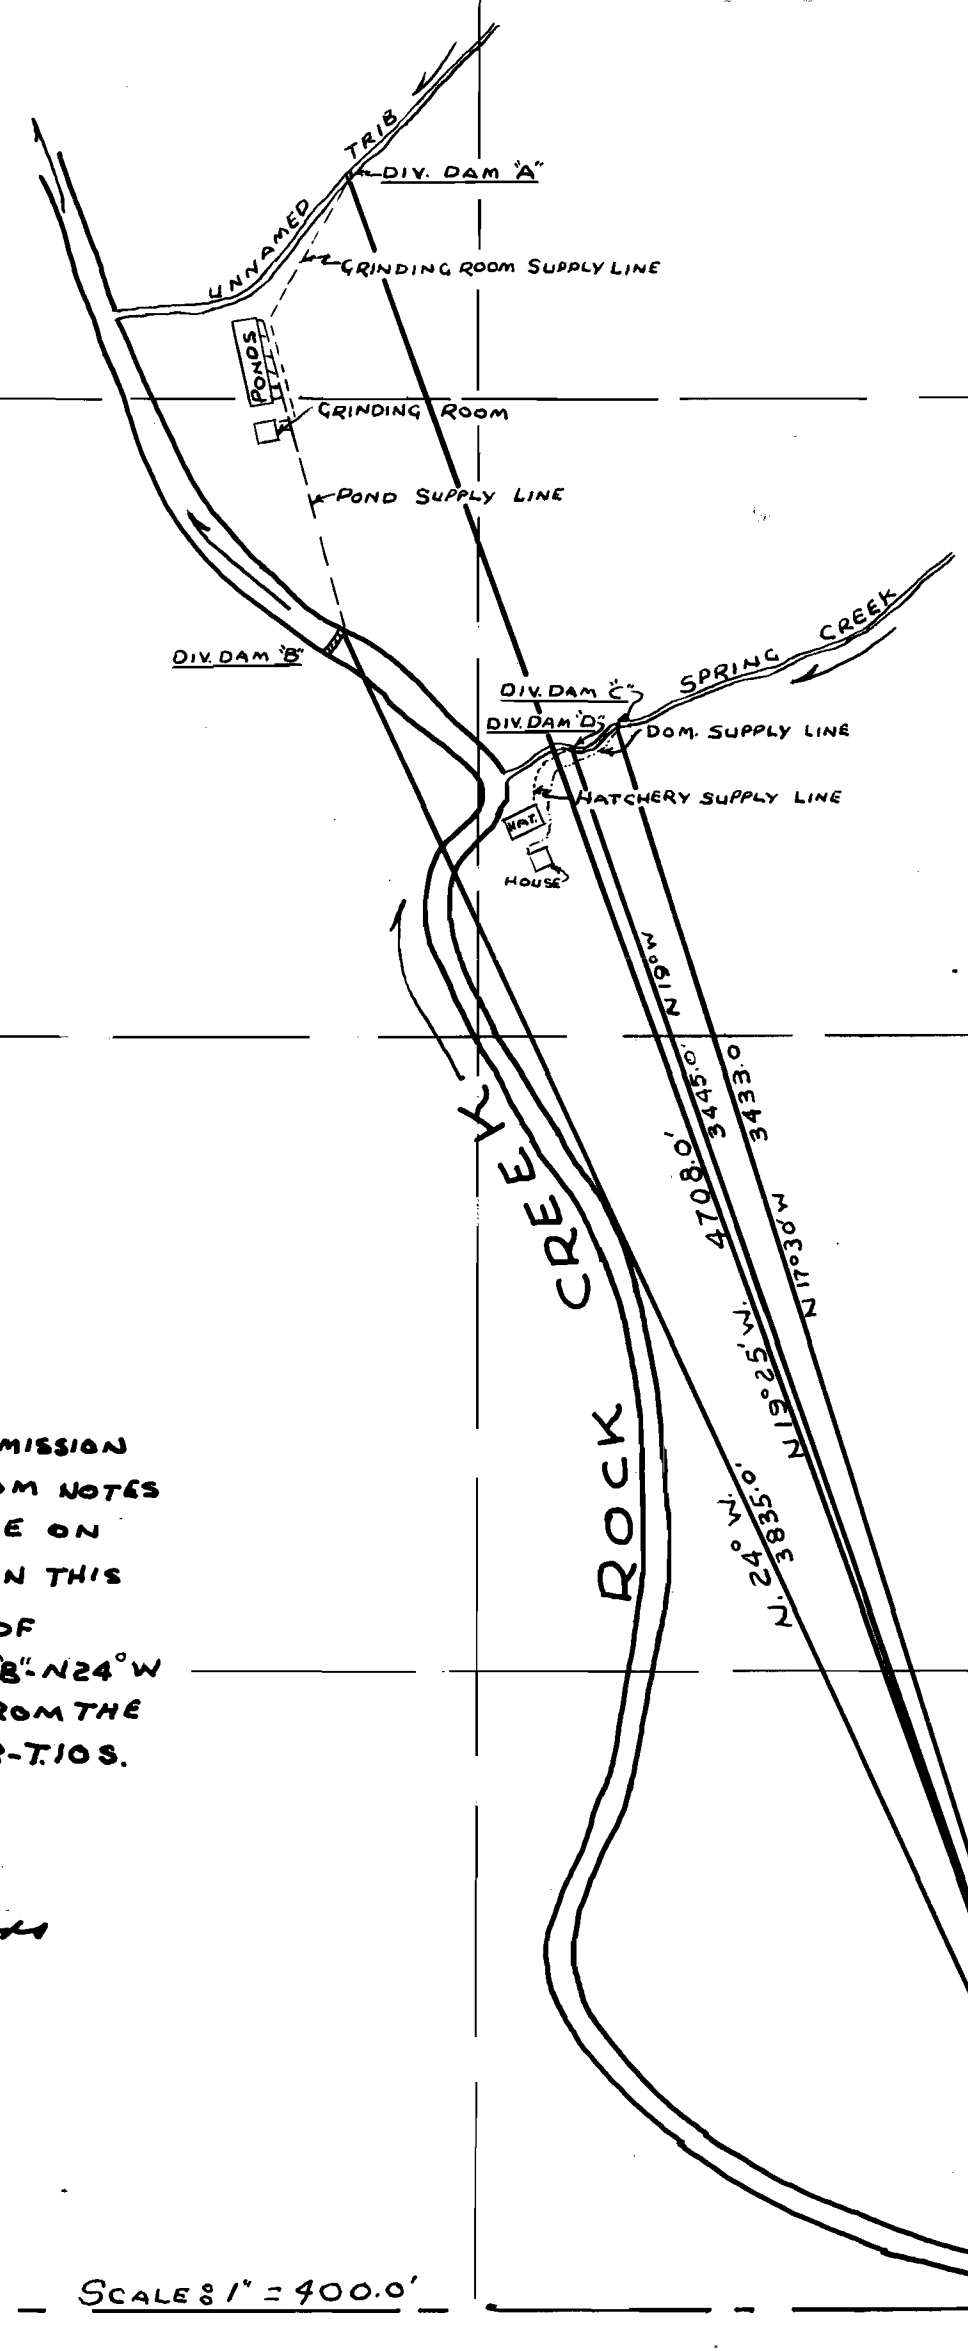 TRIB
DIV. DAM "A"
UNNAMED
GRINDING ROOM SUPPLY LINE
PONDS
GRINDING ROOM
POND SUPPLY LINE
SPRING CREEK
DIV. DAM "B"
DIV. DAM "C"
DIV. DAM "D"
DOM. SUPPLY LINE
HATCHERY SUPPLY LINE
HAT.
HOUSE
N 19° W
3445.0'
3433.0
N 17° 30' W
4708.0'
N 19° 25' W.
N. 24° W.
3835.0'
ROCK CREEK
MISSION
OM NOTES
E ON
N THIS
OF
"B"-N24°W
ROM THE
-T.10S.
SCALE: 1" = 400.0'